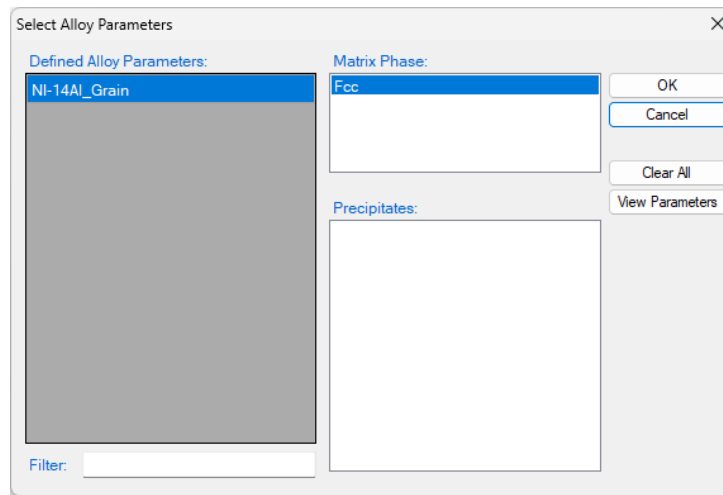 Select Alloy Parameters
Defined Alloy Parameters:
NI-14Al_Grain
Matrix Phase:
Fcc
OK
Cancel
Clear All
View Parameters
Precipitates:
Filter: